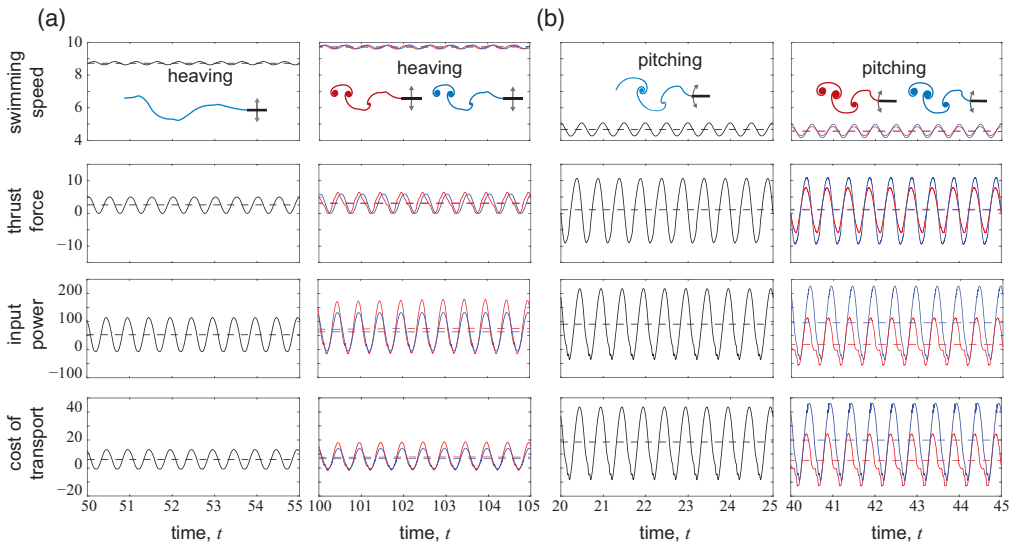 (a)
(b)
swimming
speed
10
8
6
4
heaving
heaving
pitching
pitching
thrust
force
10
0
−10
input
power
200
100
0
−100
cost of
transport
40
20
0
−20
50 51 52 53 54 55
100 101 102 103 104 105
20 21 22 23 24 25
40 41 42 43 44 45
time, t
time, t
time, t
time, t